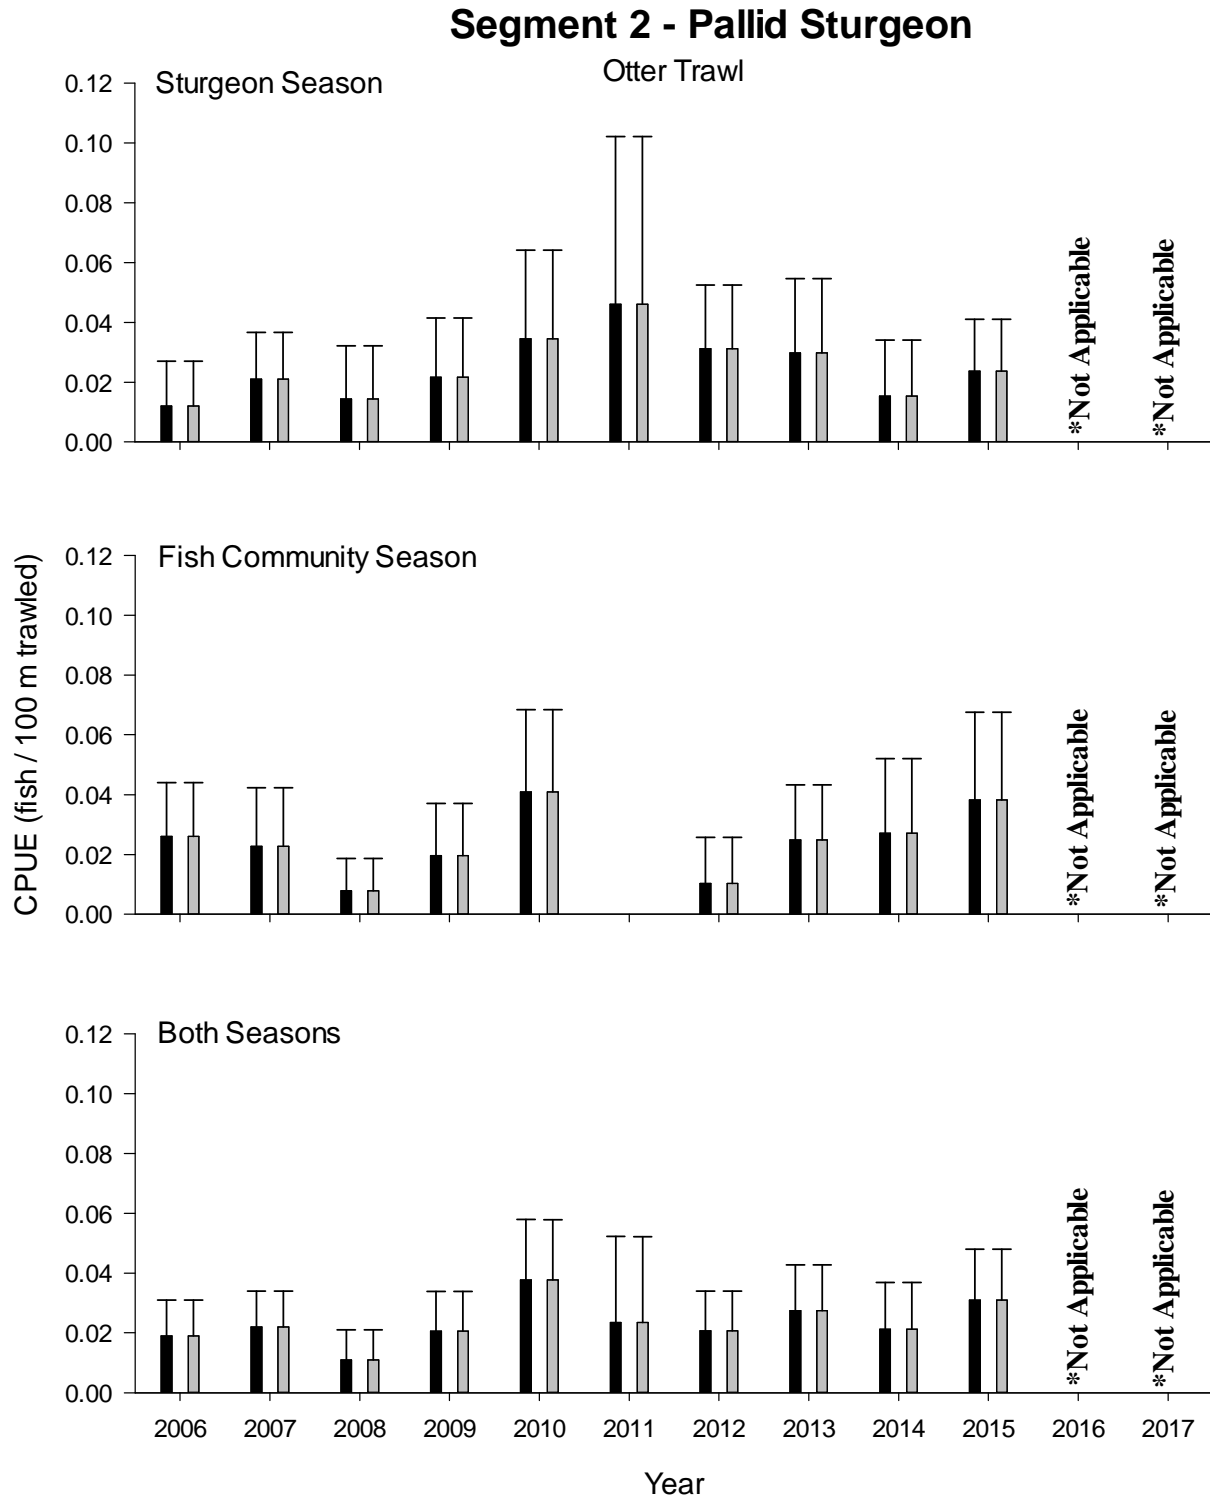 Segment 2 - Pallid Sturgeon
Otter Trawl
Sturgeon Season
0.12
0.10
0.08
0.06
0.04
0.02
0.00
*Not Applicable
*Not Applicable
CPUE (fish / 100 m trawled)
Fish Community Season
0.12
0.10
0.08
0.06
0.04
0.02
0.00
*Not Applicable
*Not Applicable
Both Seasons
0.12
0.10
0.08
0.06
0.04
0.02
0.00
*Not Applicable
*Not Applicable
2006 2007 2008 2009 2010 2011 2012 2013 2014 2015 2016 2017
Year